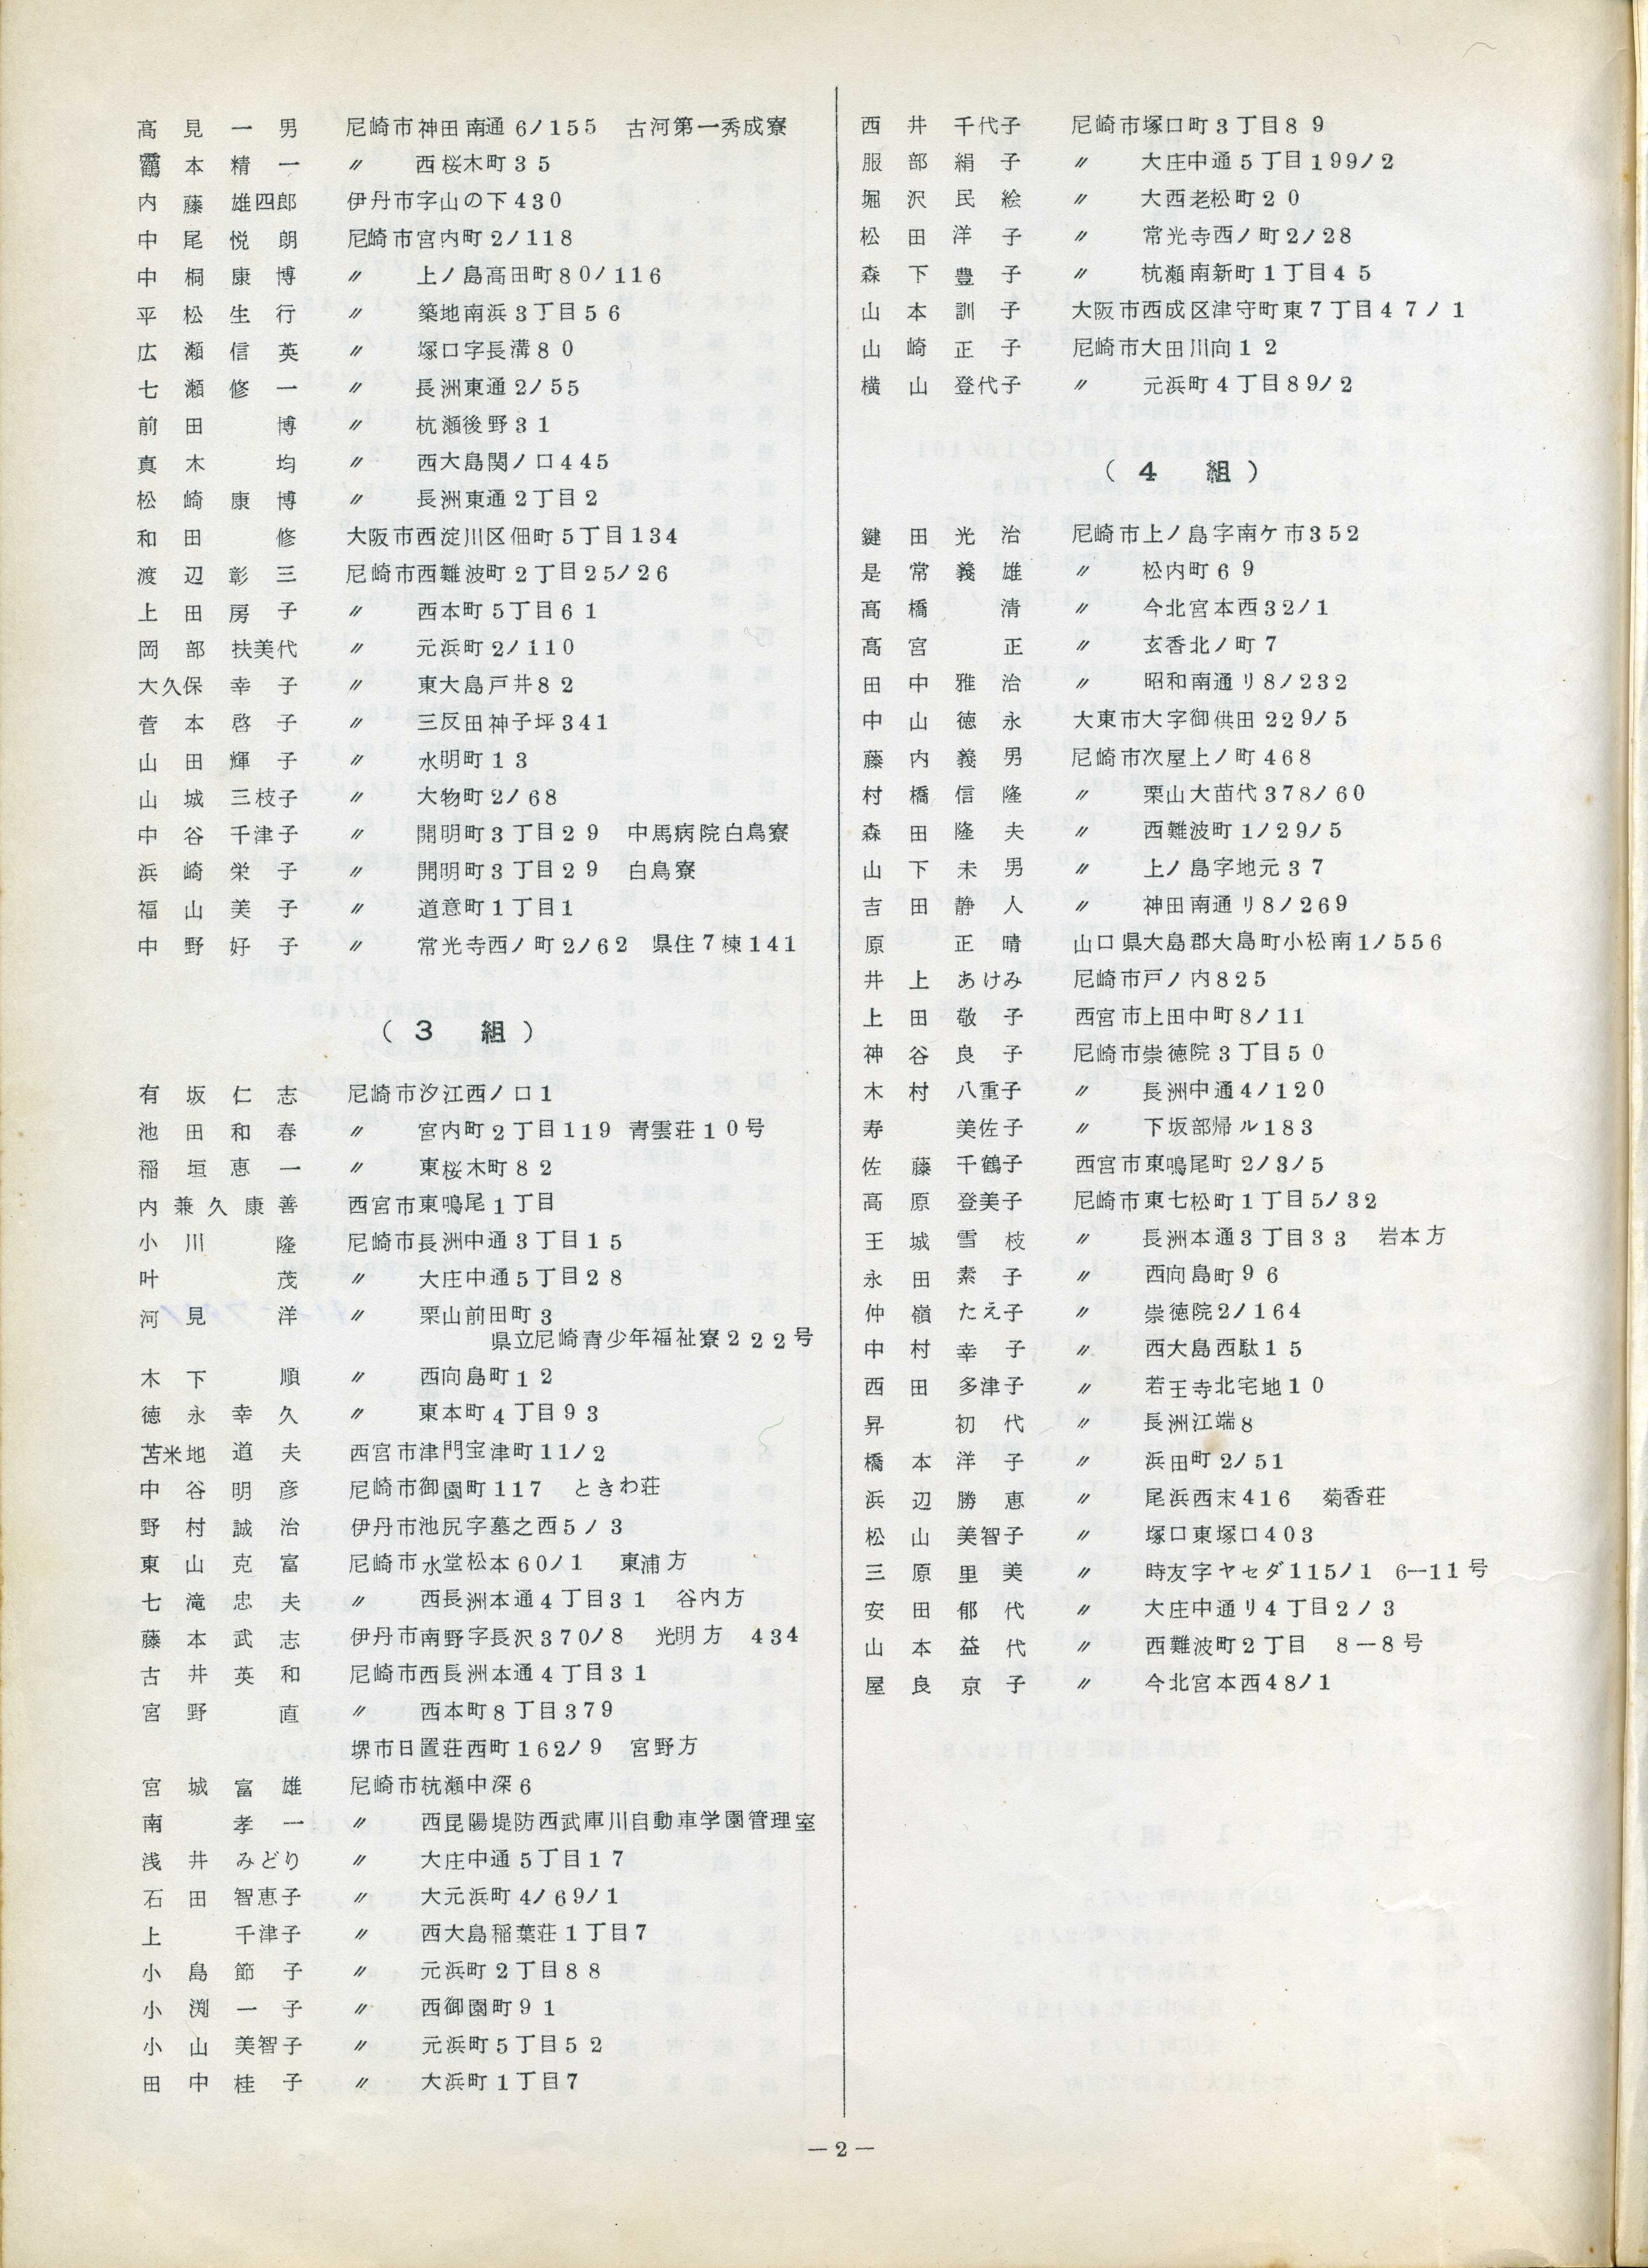 高見一男 尼崎市神田南通6ノ155 古河第一秀成寮
鶴本精一 〃 西桜木町35
内藤雄四郎 伊丹市字山の下430
中尾悦朗 尼崎市宮内町2ノ118
中桐康博 〃 上ノ島高田町80ノ116
平松生行 〃 築地南浜3丁目56
広瀬信英 〃 塚口字長溝80
七瀬修一 〃 長洲東通2ノ55
前田博 〃 杭瀬後野31
真木均 〃 西大島関ノ口445
松崎康博 〃 長洲東通2丁目2
和田修 大阪市西淀川区佃町5丁目134
渡辺彰三 尼崎市西難波町2丁目25ノ26
上田房子 〃 西本町5丁目61
岡部扶美代 〃 元浜町2ノ110
大久保幸子 〃 東大島戸井82
菅本啓子 〃 三反田神子坪341
山田輝子 〃 水明町13
山城三枝子 〃 大物町2ノ68
中谷千津子 〃 開明町3丁目29 中馬病院白鳥寮
浜崎栄子 〃 開明町3丁目29 白鳥寮
福山美子 〃 道意町1丁目1
中野好子 〃 常光寺西ノ町2ノ62 県住7棟141
（3 組）
有坂仁志 尼崎市汐江西ノ口1
池田和春 〃 宮内町2丁目119 青雲荘10号
稲垣恵一 〃 東桜木町82
内兼久康善 西宮市東鳴尾1丁目
小川隆 尼崎市長洲中通3丁目15
叶茂 〃 大庄中通5丁目28
河見洋 〃 栗山前田町3
県立尼崎青少年福祉寮222号
木下順 〃 西向島町12
徳永幸久 〃 東本町4丁目93
苫米地道夫 西宮市津門宝津町11ノ2
中谷明彦 尼崎市御園町117 ときわ荘
野村誠治 伊丹市池尻字墓之西5ノ3
東山克富 尼崎市水堂松本60ノ1 東浦方
七滝忠夫 〃 西長洲本通4丁目31 谷内方
藤本武志 伊丹市南野字長沢370ノ8 光明方 434
古井英和 尼崎市西長洲本通4丁目31
宮野直 〃 西本町8丁目379
堺市日置荘西町162ノ9 宮野方
宮城富雄 尼崎市杭瀬中深6
南孝一 〃 西昆陽堤防西武庫川自動車学園管理室
浅井みどり 〃 大庄中通5丁目17
石田智恵子 〃 大元浜町4ノ69ノ1
上千津子 〃 西大島稲葉荘1丁目7
小島節子 〃 元浜町2丁目88
小渕一子 〃 西御園町91
小山美智子 〃 元浜町5丁目52
田中桂子 〃 大浜町1丁目7
西井千代子 尼崎市塚口町3丁目89
服部絹子 〃 大庄中通5丁目199ノ2
堀沢民絵 〃 大西老松町20
松田洋子 〃 常光寺西ノ町2ノ28
森下豊子 〃 杭瀬南新町1丁目45
山本訓子 大阪市西成区津守町東7丁目47ノ1
山崎正子 尼崎市大田川向12
横山登代子 〃 元浜町4丁目89ノ2
（4 組）
鍵田光治 尼崎市上ノ島字南ケ市352
是常義雄 〃 松内町69
高橋清 〃 今北宮本西32ノ1
高宮正 〃 玄香北ノ町7
田中雅治 〃 昭和南通り8ノ232
中山徳永 大東市大字御供田229ノ5
藤内義男 尼崎市次屋上ノ町468
村橋信隆 〃 栗山大苗代378ノ60
森田隆夫 〃 西難波町1ノ29ノ5
山下未男 〃 上ノ島字地元37
吉田静人 〃 神田南通り8ノ269
原正晴 山口県大島郡大島町小松南1ノ556
井上あけみ 尼崎市戸ノ内825
上田敬子 西宮市上田中町8ノ11
神谷良子 尼崎市崇徳院3丁目50
木村八重子 〃 長洲中通4ノ120
寿美佐子 〃 下坂部帰ル183
佐藤千鶴子 西宮市東鳴尾町2ノ3ノ5
高原登美子 尼崎市東七松町1丁目5ノ32
王城雪枝 〃 長洲本通3丁目33 岩本方
永田素子 〃 西向島町96
仲嶺たえ子 〃 崇徳院2ノ164
中村幸子 〃 西大島西駄15
西田多津子 〃 若王寺北宅地10
昇初代 〃 長洲江端8
橋本洋子 〃 浜田町2ノ51
浜辺勝恵 〃 尾浜西末416 菊香荘
松山美智子 〃 塚口東塚口403
三原里美 〃 時友字ヤセダ115ノ1 6―11号
安田郁代 〃 大庄中通り4丁目2ノ3
山本益代 〃 西難波町2丁目 8―8号
屋良京子 〃 今北宮本西48ノ1
―2―